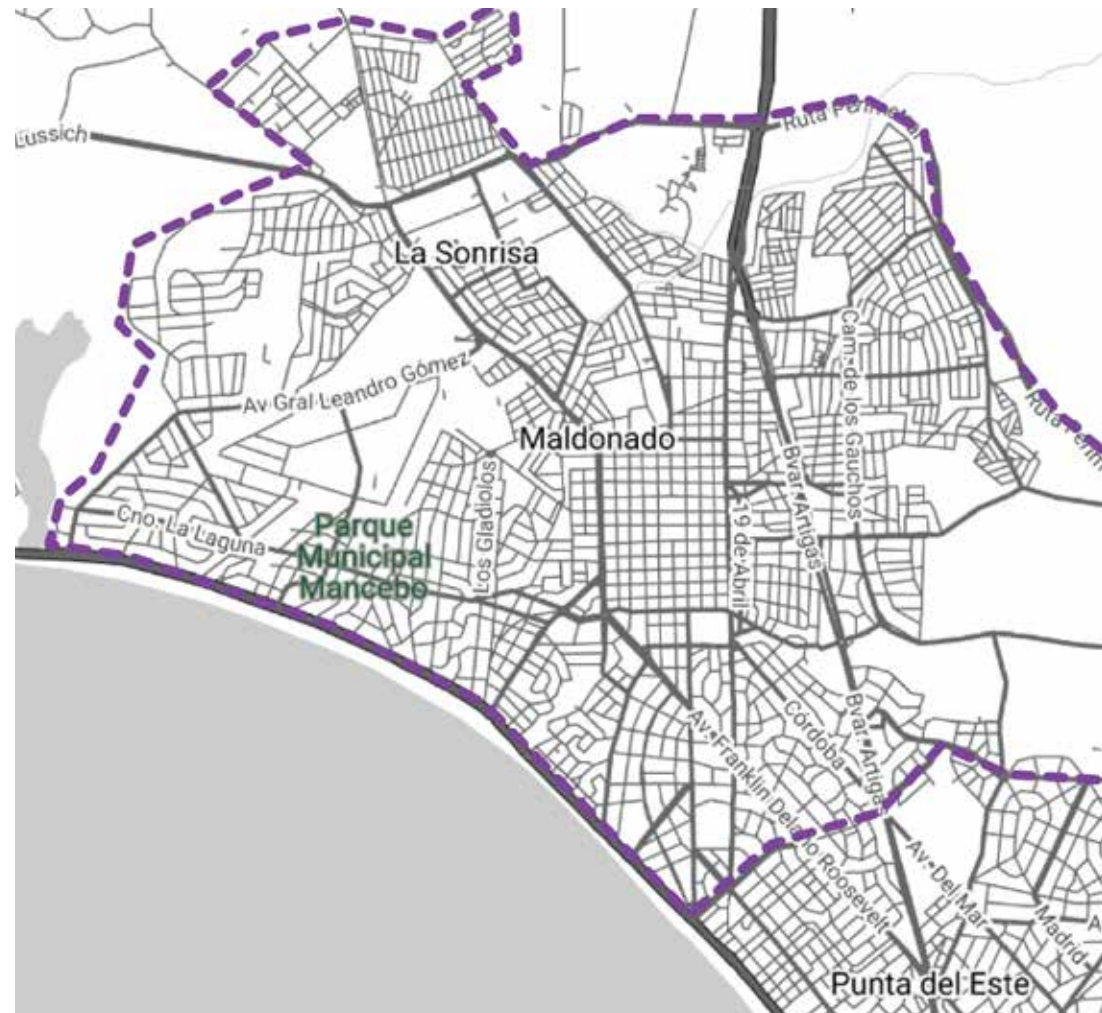 Lussich
Ruta Perimetral
La Sonrisa
Cam. de los Gauchos
Av Gral Leandro Gómez
Ruta Perim
Maldonado
Bvar. Artigas
Los Gladiolos
19 de Abril
Cno. La Laguna
Parque
Municipal
Mancebo
Córdoba
Bvar. Artigas
Av. Franklin Delano Roosevelt
Av. Del Mar
Madrid
A
Punta del Este